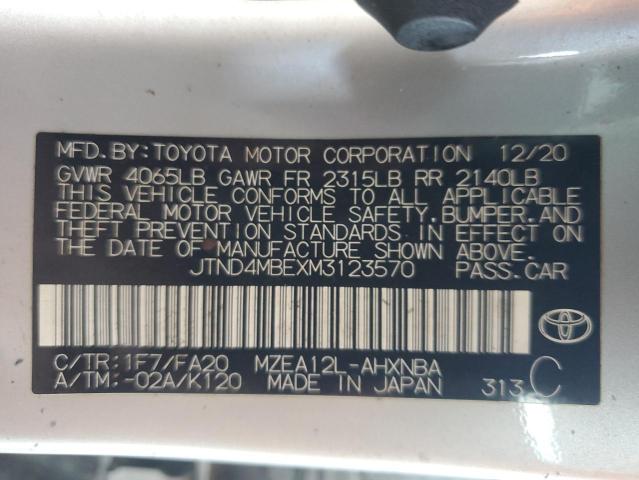 MFD. BY: TOYOTA MOTOR CORPORATION 12/20
GVWR 4065LB GAWR FR 2315LB RR 2140LB
THIS VEHICLE CONFORMS TO ALL APPLICABLE
FEDERAL MOTOR VEHICLE SAFETY, BUMPER, AND
THEFT PREVENTION STANDARDS IN EFFECT ON
THE DATE OF MANUFACTURE SHOWN ABOVE.
JTND4MBEXM3123570 PASS.CAR
C/TR:1F7/FA20 MZEA12L-AHXNBA
A/TM:-02A/K120 MADE IN JAPAN 313 C